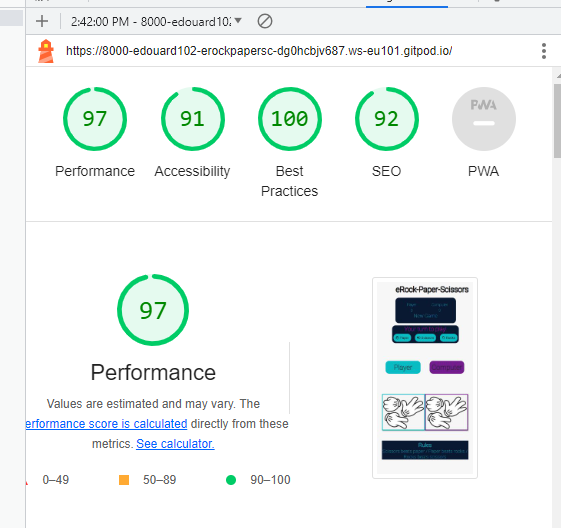 2:42:00 PM - 8000-edouard102
https://8000-edouard102-erockpapersc-dg0hcbjv687.ws-eu101.gitpod.io/
97 91 100 92 PWA
Performance Accessibility Best Practices SEO PWA
97
Performance
Values are estimated and may vary. The
erformance score is calculated directly from these
metrics. See calculator.
0–49 50–89 90–100
eRock-Paper-Scissors
Player
Computer
Rules